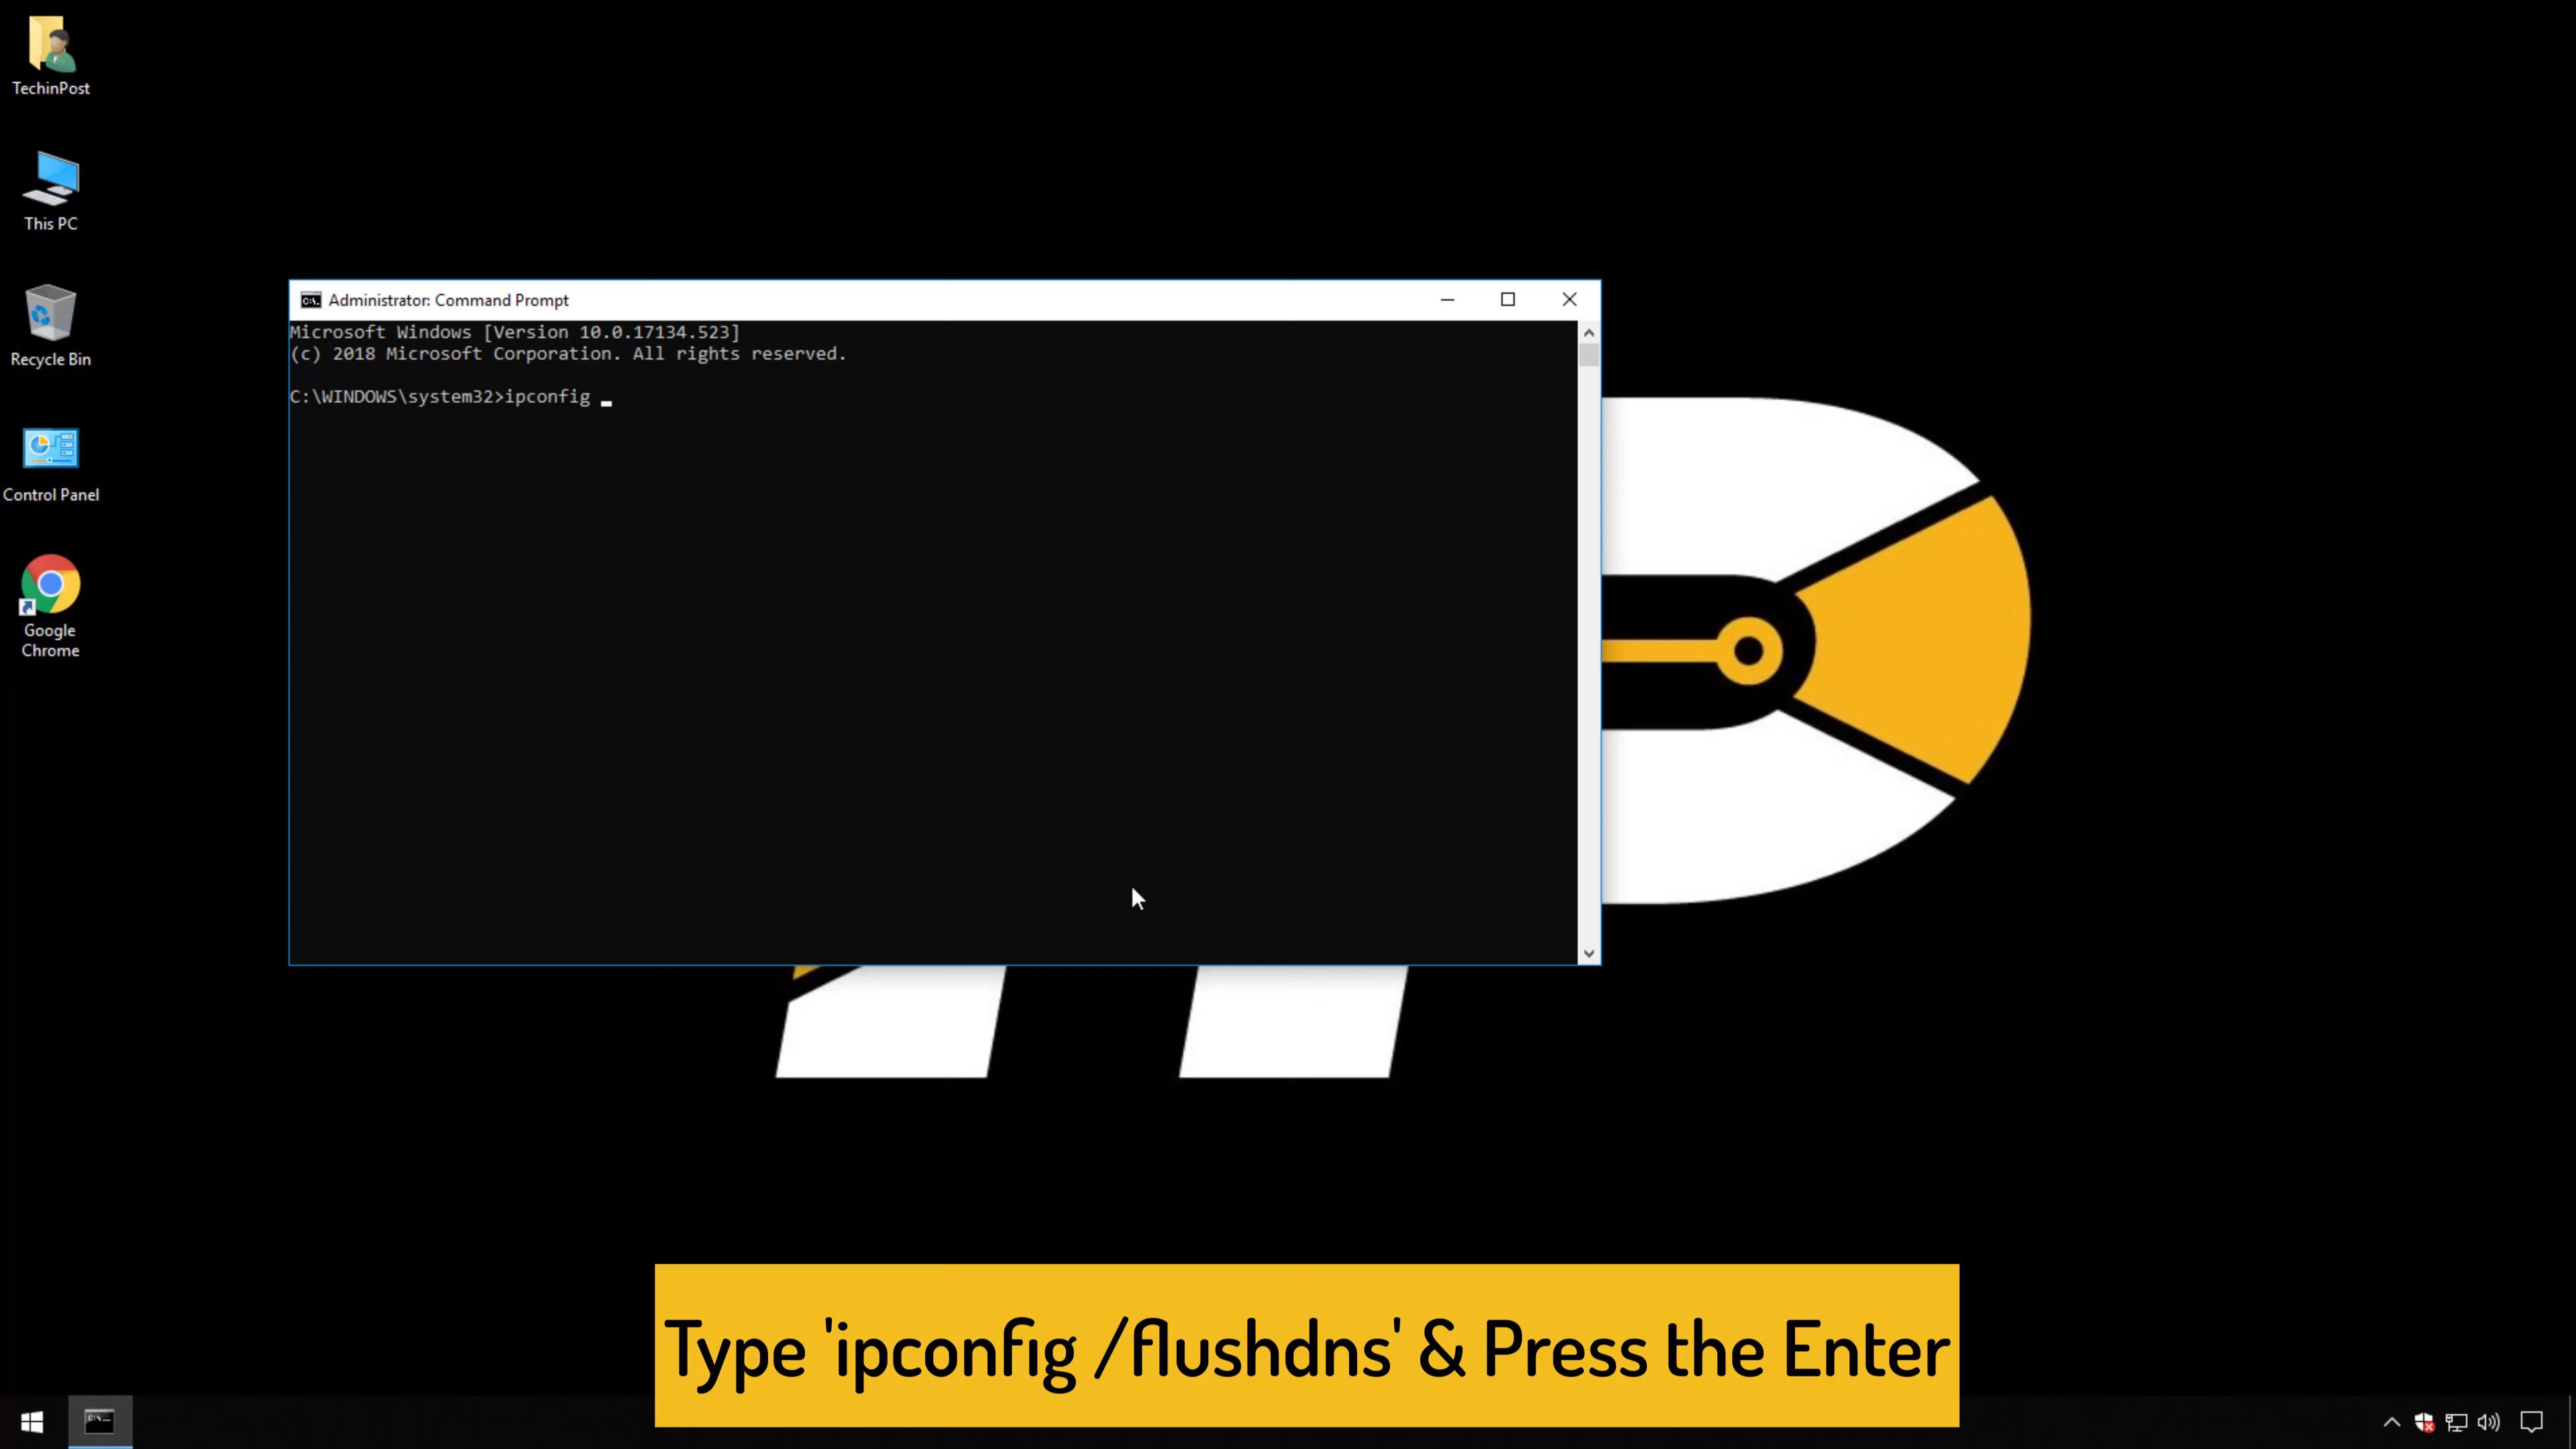 TechinPost
This PC
Recycle Bin
Control Panel
Google
Chrome
Administrator: Command Prompt
Microsoft Windows [Version 10.0.17134.523]
(c) 2018 Microsoft Corporation. All rights reserved.
C:\WINDOWS\system32>ipconfig _
Type 'ipconfig /flushdns' & Press the Enter